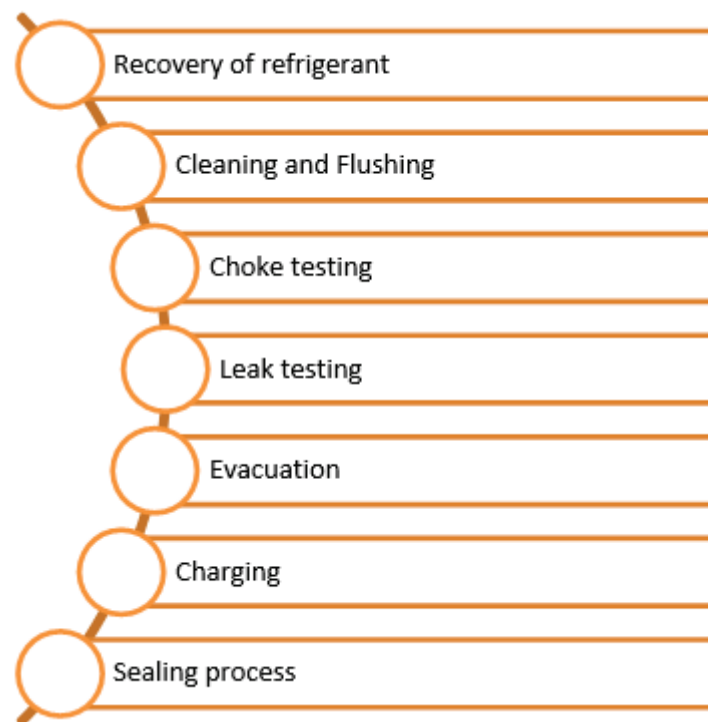 Recovery of refrigerant
Cleaning and Flushing
Choke testing
Leak testing
Evacuation
Charging
Sealing process